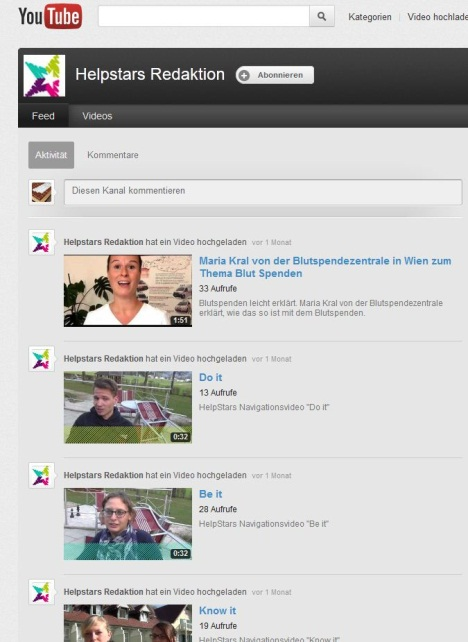 YouTube
Kategorien
Video hochlade
Helpstars Redaktion
Abonnieren
Feed
Videos
Aktivität
Kommentare
Diesen Kanal kommentieren
Helpstars Redaktion hat ein Video hochgeladen vor 1 Monat
Maria Kral von der Blutspendezentrale in Wien zum
Thema Blut Spenden
33 Aufrufe
Blutspenden leicht erklärt. Maria Kral von der Blutspendezentrale
erklärt, wie das so ist mit dem Blutspenden.
1:51
Helpstars Redaktion hat ein Video hochgeladen vor 1 Monat
Do it
13 Aufrufe
HelpStars Navigationsvideo "Do it"
0:32
Helpstars Redaktion hat ein Video hochgeladen vor 1 Monat
Be it
28 Aufrufe
HelpStars Navigationsvideo "Be it"
0:32
Helpstars Redaktion hat ein Video hochgeladen vor 1 Monat
Know it
19 Aufrufe
HelpStars Navigationsvideo "Know it"